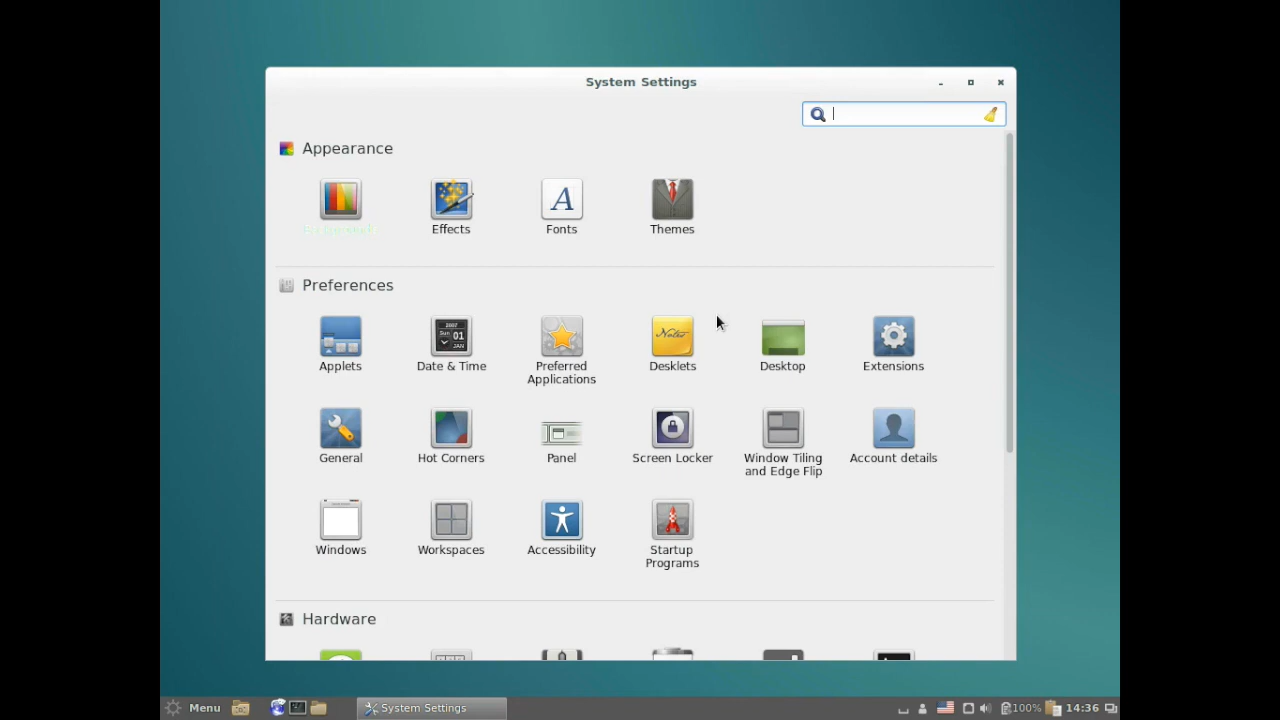 System Settings
Appearance
Effects
Fonts
Themes
Preferences
Applets
Date & Time
Preferred
Applications
Desklets
Desktop
Extensions
General
Hot Corners
Panel
Screen Locker
Window Tiling
and Edge Flip
Account details
Windows
Workspaces
Accessibility
Startup
Programs
Hardware
Menu
System Settings
100%
14:36